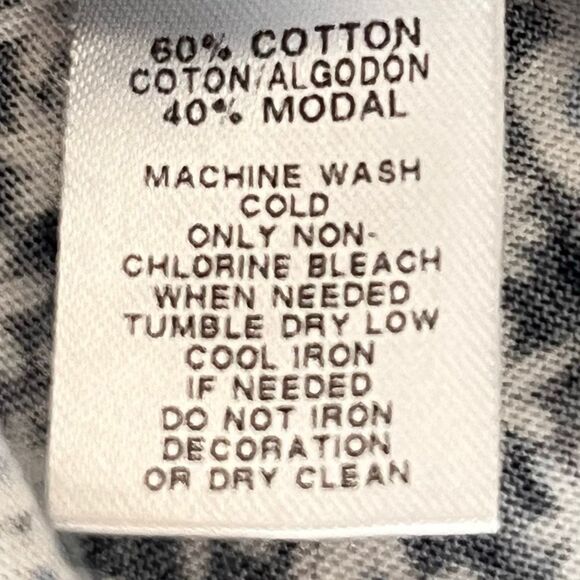 60% COTTON
COTON/ALGODÓN
40% MODAL
MACHINE WASH
COLD
ONLY NON-
CHLORINE BLEACH
WHEN NEEDED
TUMBLE DRY LOW
COOL IRON
IF NEEDED
DO NOT IRON
DECORATION
OR DRY CLEAN